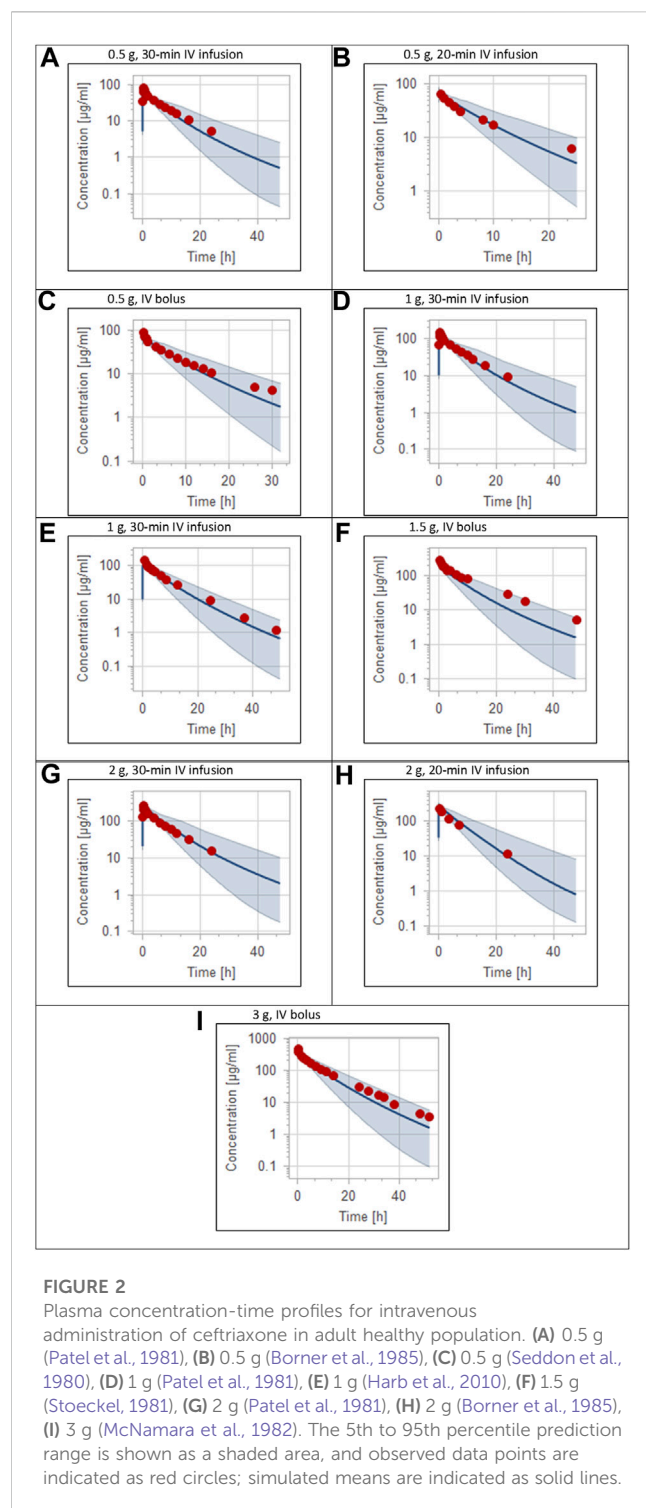 A
0.5 g, 30-min IV infusion
Concentration [µg/ml]
100
10
1
0.1
0 20 40
Time [h]
B
0.5 g, 20-min IV infusion
Concentration [µg/ml]
100
10
1
0 10 20
Time [h]
C
0.5 g, IV bolus
Concentration [µg/ml]
100
10
1
0.1
0 10 20 30
Time [h]
D
1 g, 30-min IV infusion
Concentration [µg/ml]
100
10
1
0.1
0 20 40
Time [h]
E
1 g, 30-min IV infusion
Concentration [µg/ml]
100
10
1
0.1
0 20 40
Time [h]
F
1.5 g, IV bolus
Concentration [µg/ml]
100
10
1
0.1
0 20 40
Time [h]
G
2 g, 30-min IV infusion
Concentration [µg/ml]
100
10
1
0.1
0 20 40
Time [h]
H
2 g, 20-min IV infusion
Concentration [µg/ml]
100
10
1
0.1
0 20 40
Time [h]
I
3 g, IV bolus
Concentration [µg/ml]
1000
100
10
1
0.1
0 20 40
Time [h]
FIGURE 2
Plasma concentration-time profiles for intravenous
administration of ceftriaxone in adult healthy population. (A) 0.5 g
(Patel et al., 1981), (B) 0.5 g (Borner et al., 1985), (C) 0.5 g (Seddon et al.,
1980), (D) 1 g (Patel et al., 1981), (E) 1 g (Harb et al., 2010), (F) 1.5 g
(Stoeckel, 1981), (G) 2 g (Patel et al., 1981), (H) 2 g (Borner et al., 1985),
(I) 3 g (McNamara et al., 1982). The 5th to 95th percentile prediction
range is shown as a shaded area, and observed data points are
indicated as red circles; simulated means are indicated as solid lines.